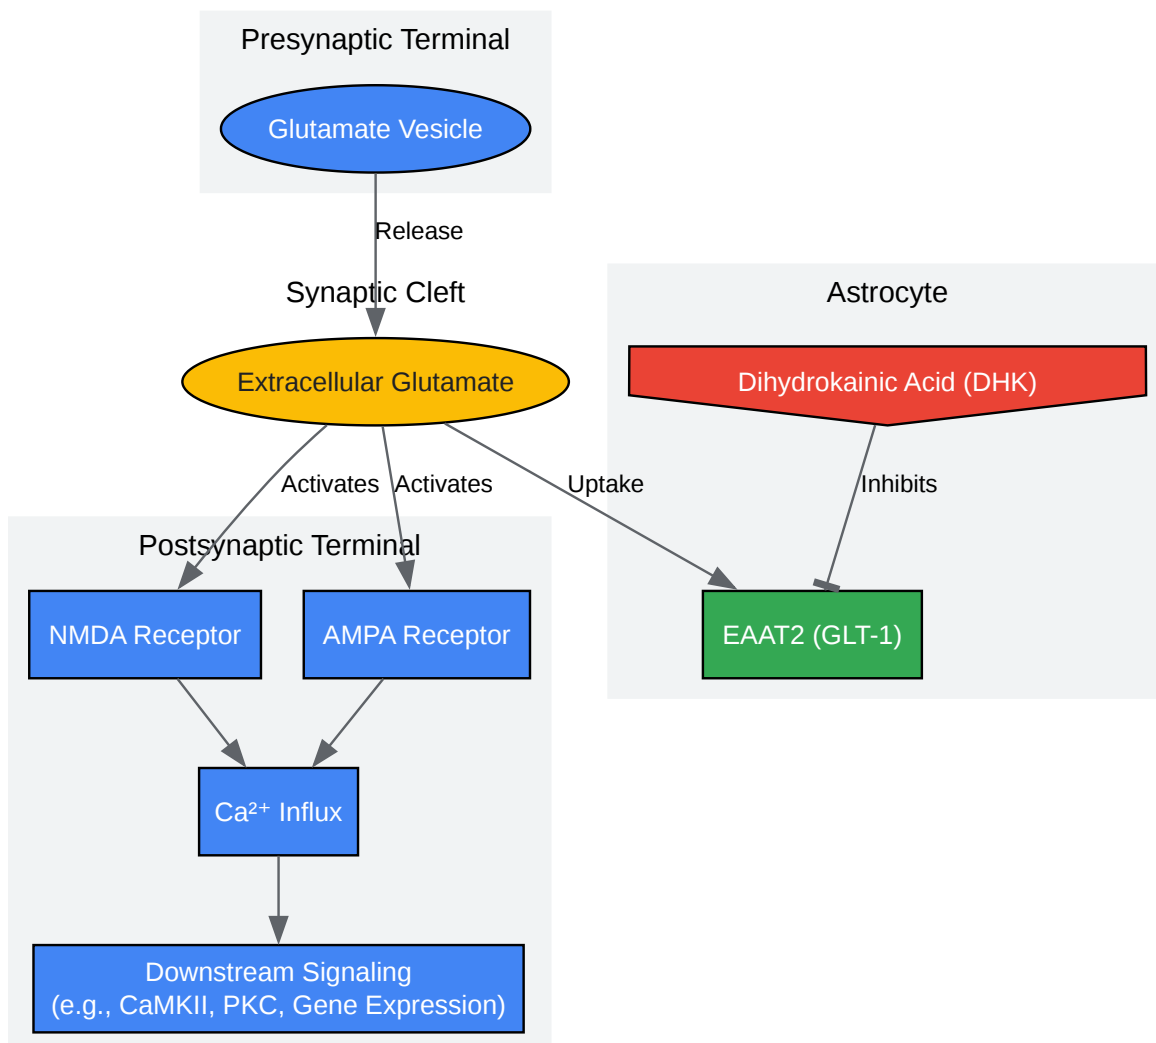 Presynaptic Terminal
Glutamate Vesicle
Release
Synaptic Cleft
Astrocyte
Extracellular Glutamate
Dihydrokainic Acid (DHK)
Activates
Activates
Uptake
Inhibits
Postsynaptic Terminal
NMDA Receptor
AMPA Receptor
EAAT2 (GLT-1)
Ca²⁺ Influx
Downstream Signaling
(e.g., CaMKII, PKC, Gene Expression)